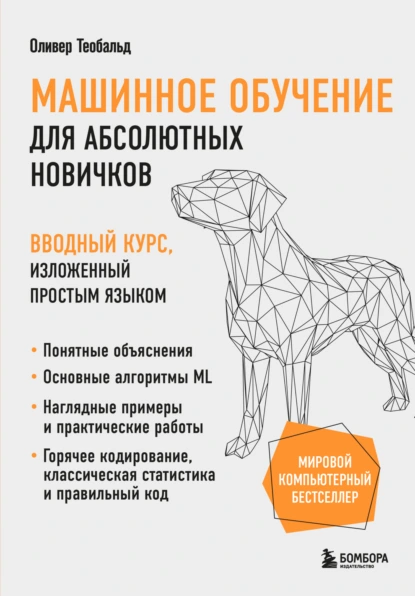 Оливер Теобальд
МАШИННОЕ ОБУЧЕНИЕ
ДЛЯ АБСОЛЮТНЫХ
НОВИЧКОВ
ВВОДНЫЙ КУРС,
ИЗЛОЖЕННЫЙ
ПРОСТЫМ ЯЗЫКОМ
• Понятные объяснения
• Основные алгоритмы ML
• Наглядные примеры
и практические работы
• Горячее кодирование,
классическая статистика
и правильный код
МИРОВОЙ
КОМПЬЮТЕРНЫЙ
БЕСТСЕЛЛЕР
БОМБОРА
ИЗДАТЕЛЬСТВО